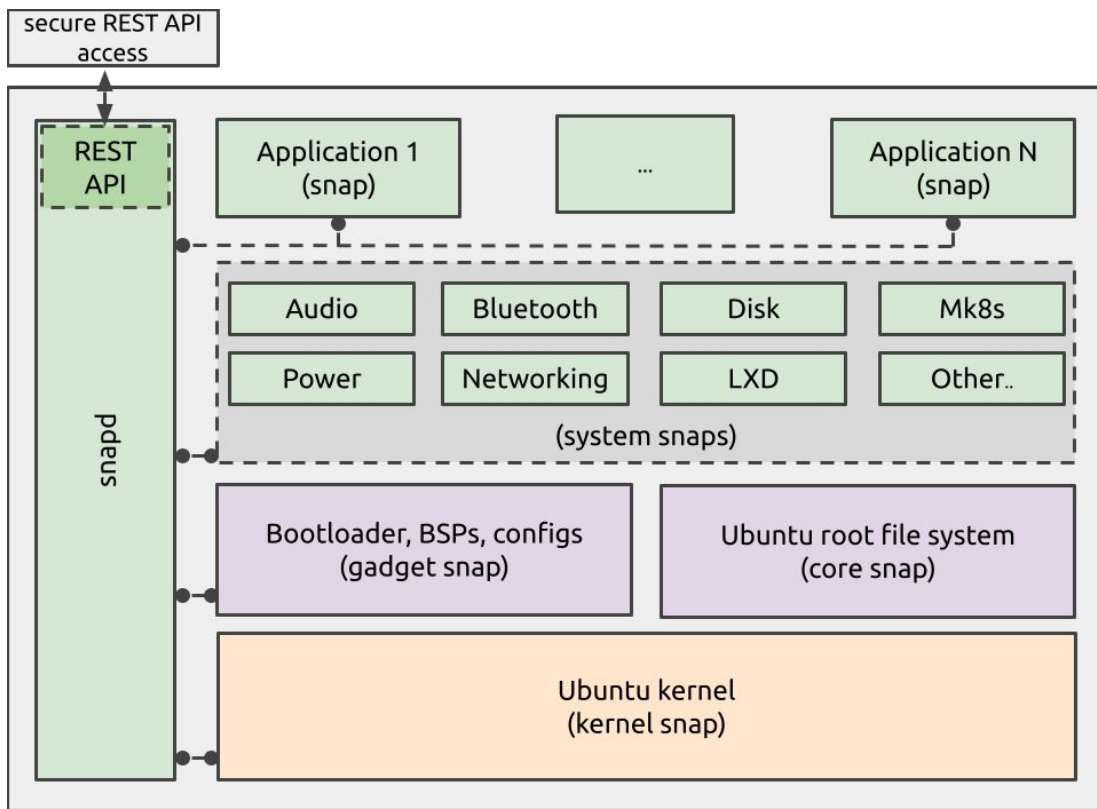 secure REST API
access
REST
API
snapd
Application 1
(snap)
...
Application N
(snap)
Audio
Bluetooth
Disk
Mk8s
Power
Networking
LXD
Other..
(system snaps)
Bootloader, BSPs, configs
(gadget snap)
Ubuntu root file system
(core snap)
Ubuntu kernel
(kernel snap)